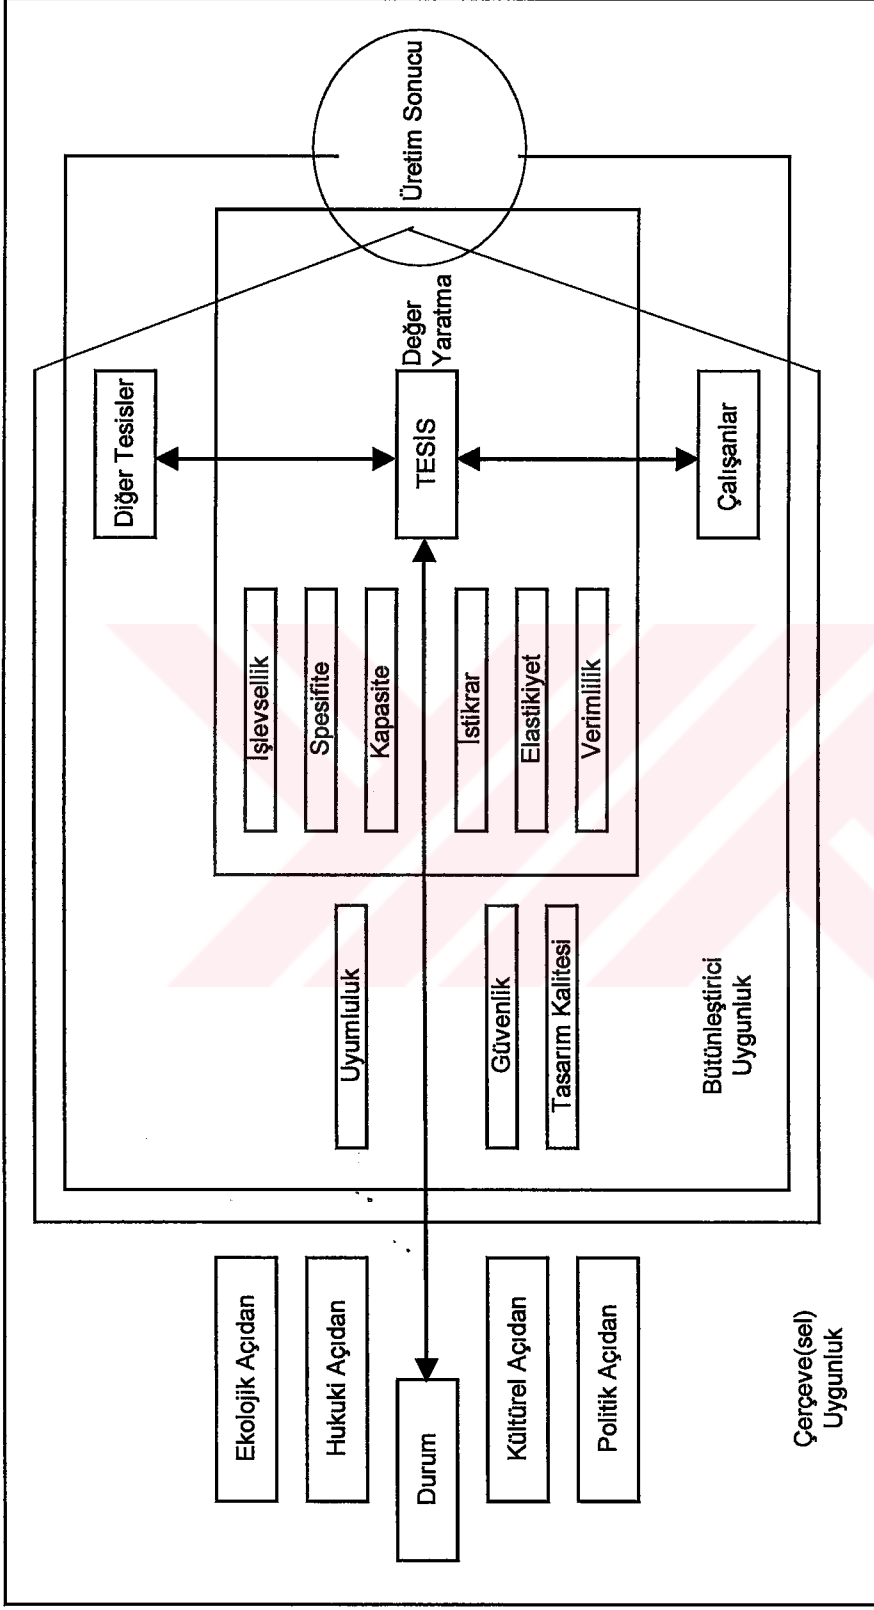 Ekolojik Açıdan
Hukuki Açıdan
Durum
Kültürel Açıdan
Politik Açıdan
Çerçeve(sel)
Uygunluk
Uyumluluk
Güvenlik
Tasarım Kalitesi
Bütünleştirici
Uygunluk
İşlevsellik
Spesifite
Kapasite
İstikrar
Elastikiyet
Verimlilik
Diğer Tesisler
TESİS
Çalışanlar
Değer
Yaratma
Üretim Sonucu